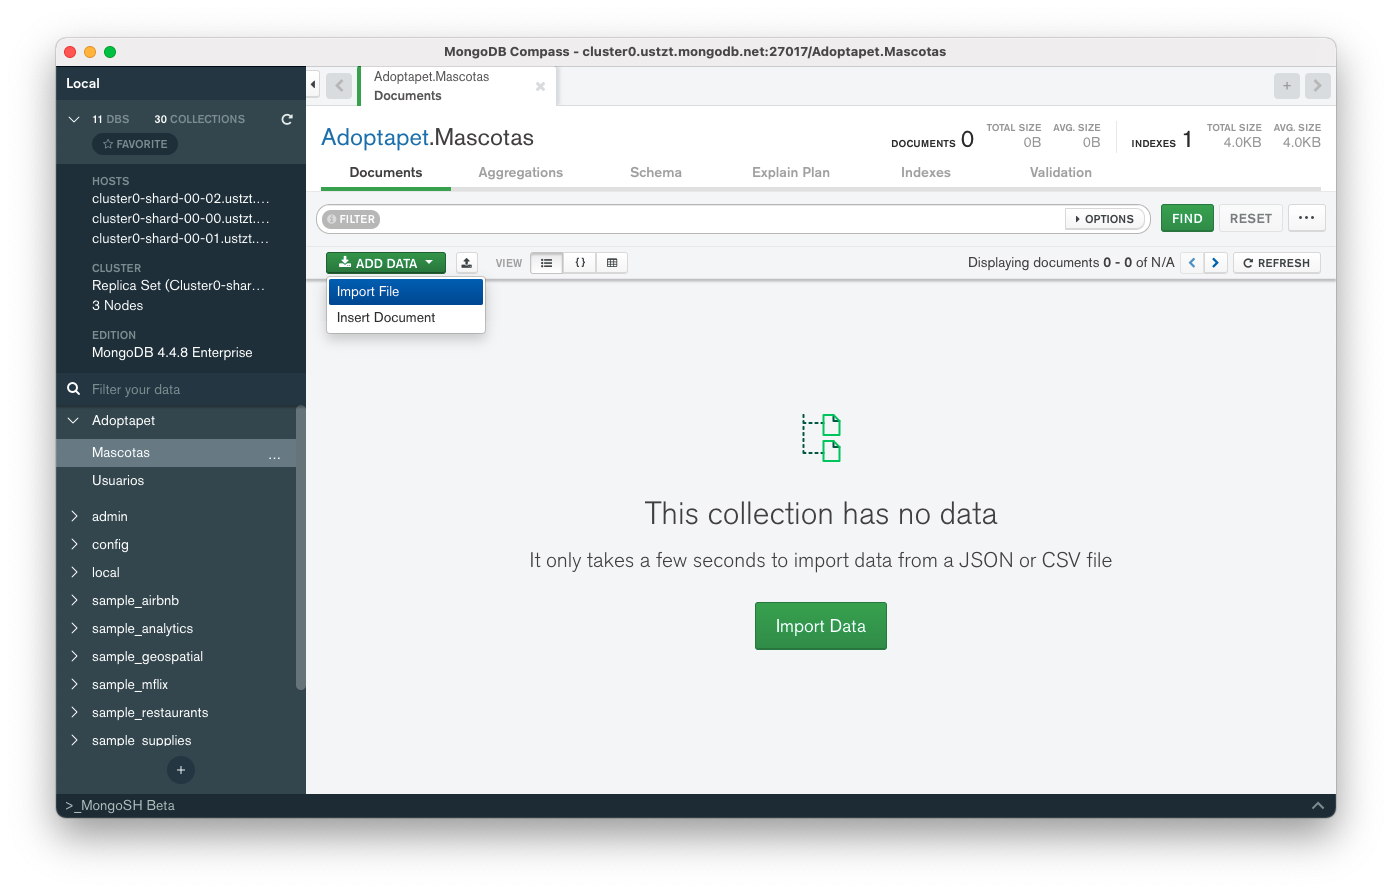 MongoDB Compass - cluster0.ustzt.mongodb.net:27017/Adoptapet.Mascotas
Local
11 DBS 30 COLLECTIONS
FAVORITE
HOSTS
cluster0-shard-00-02.ustzt.…
cluster0-shard-00-00.ustzt.…
cluster0-shard-00-01.ustzt.…
CLUSTER
Replica Set (Cluster0-shar…
3 Nodes
EDITION
MongoDB 4.4.8 Enterprise
Filter your data
Adoptapet
Mascotas ...
Usuarios
admin
config
local
sample_airbnb
sample_analytics
sample_geospatial
sample_mflix
sample_restaurants
sample_supplies
+
Adoptapet.Mascotas
Documents
Adoptapet.Mascotas
DOCUMENTS 0 TOTAL SIZE 0B AVG. SIZE 0B
INDEXES 1 TOTAL SIZE 4.0KB AVG. SIZE 4.0KB
Documents Aggregations Schema Explain Plan Indexes Validation
FILTER OPTIONS FIND RESET ...
ADD DATA VIEW {} Displaying documents 0 - 0 of N/A < > REFRESH
Import File
Insert Document
This collection has no data
It only takes a few seconds to import data from a JSON or CSV file
Import Data
>_MongoSH Beta